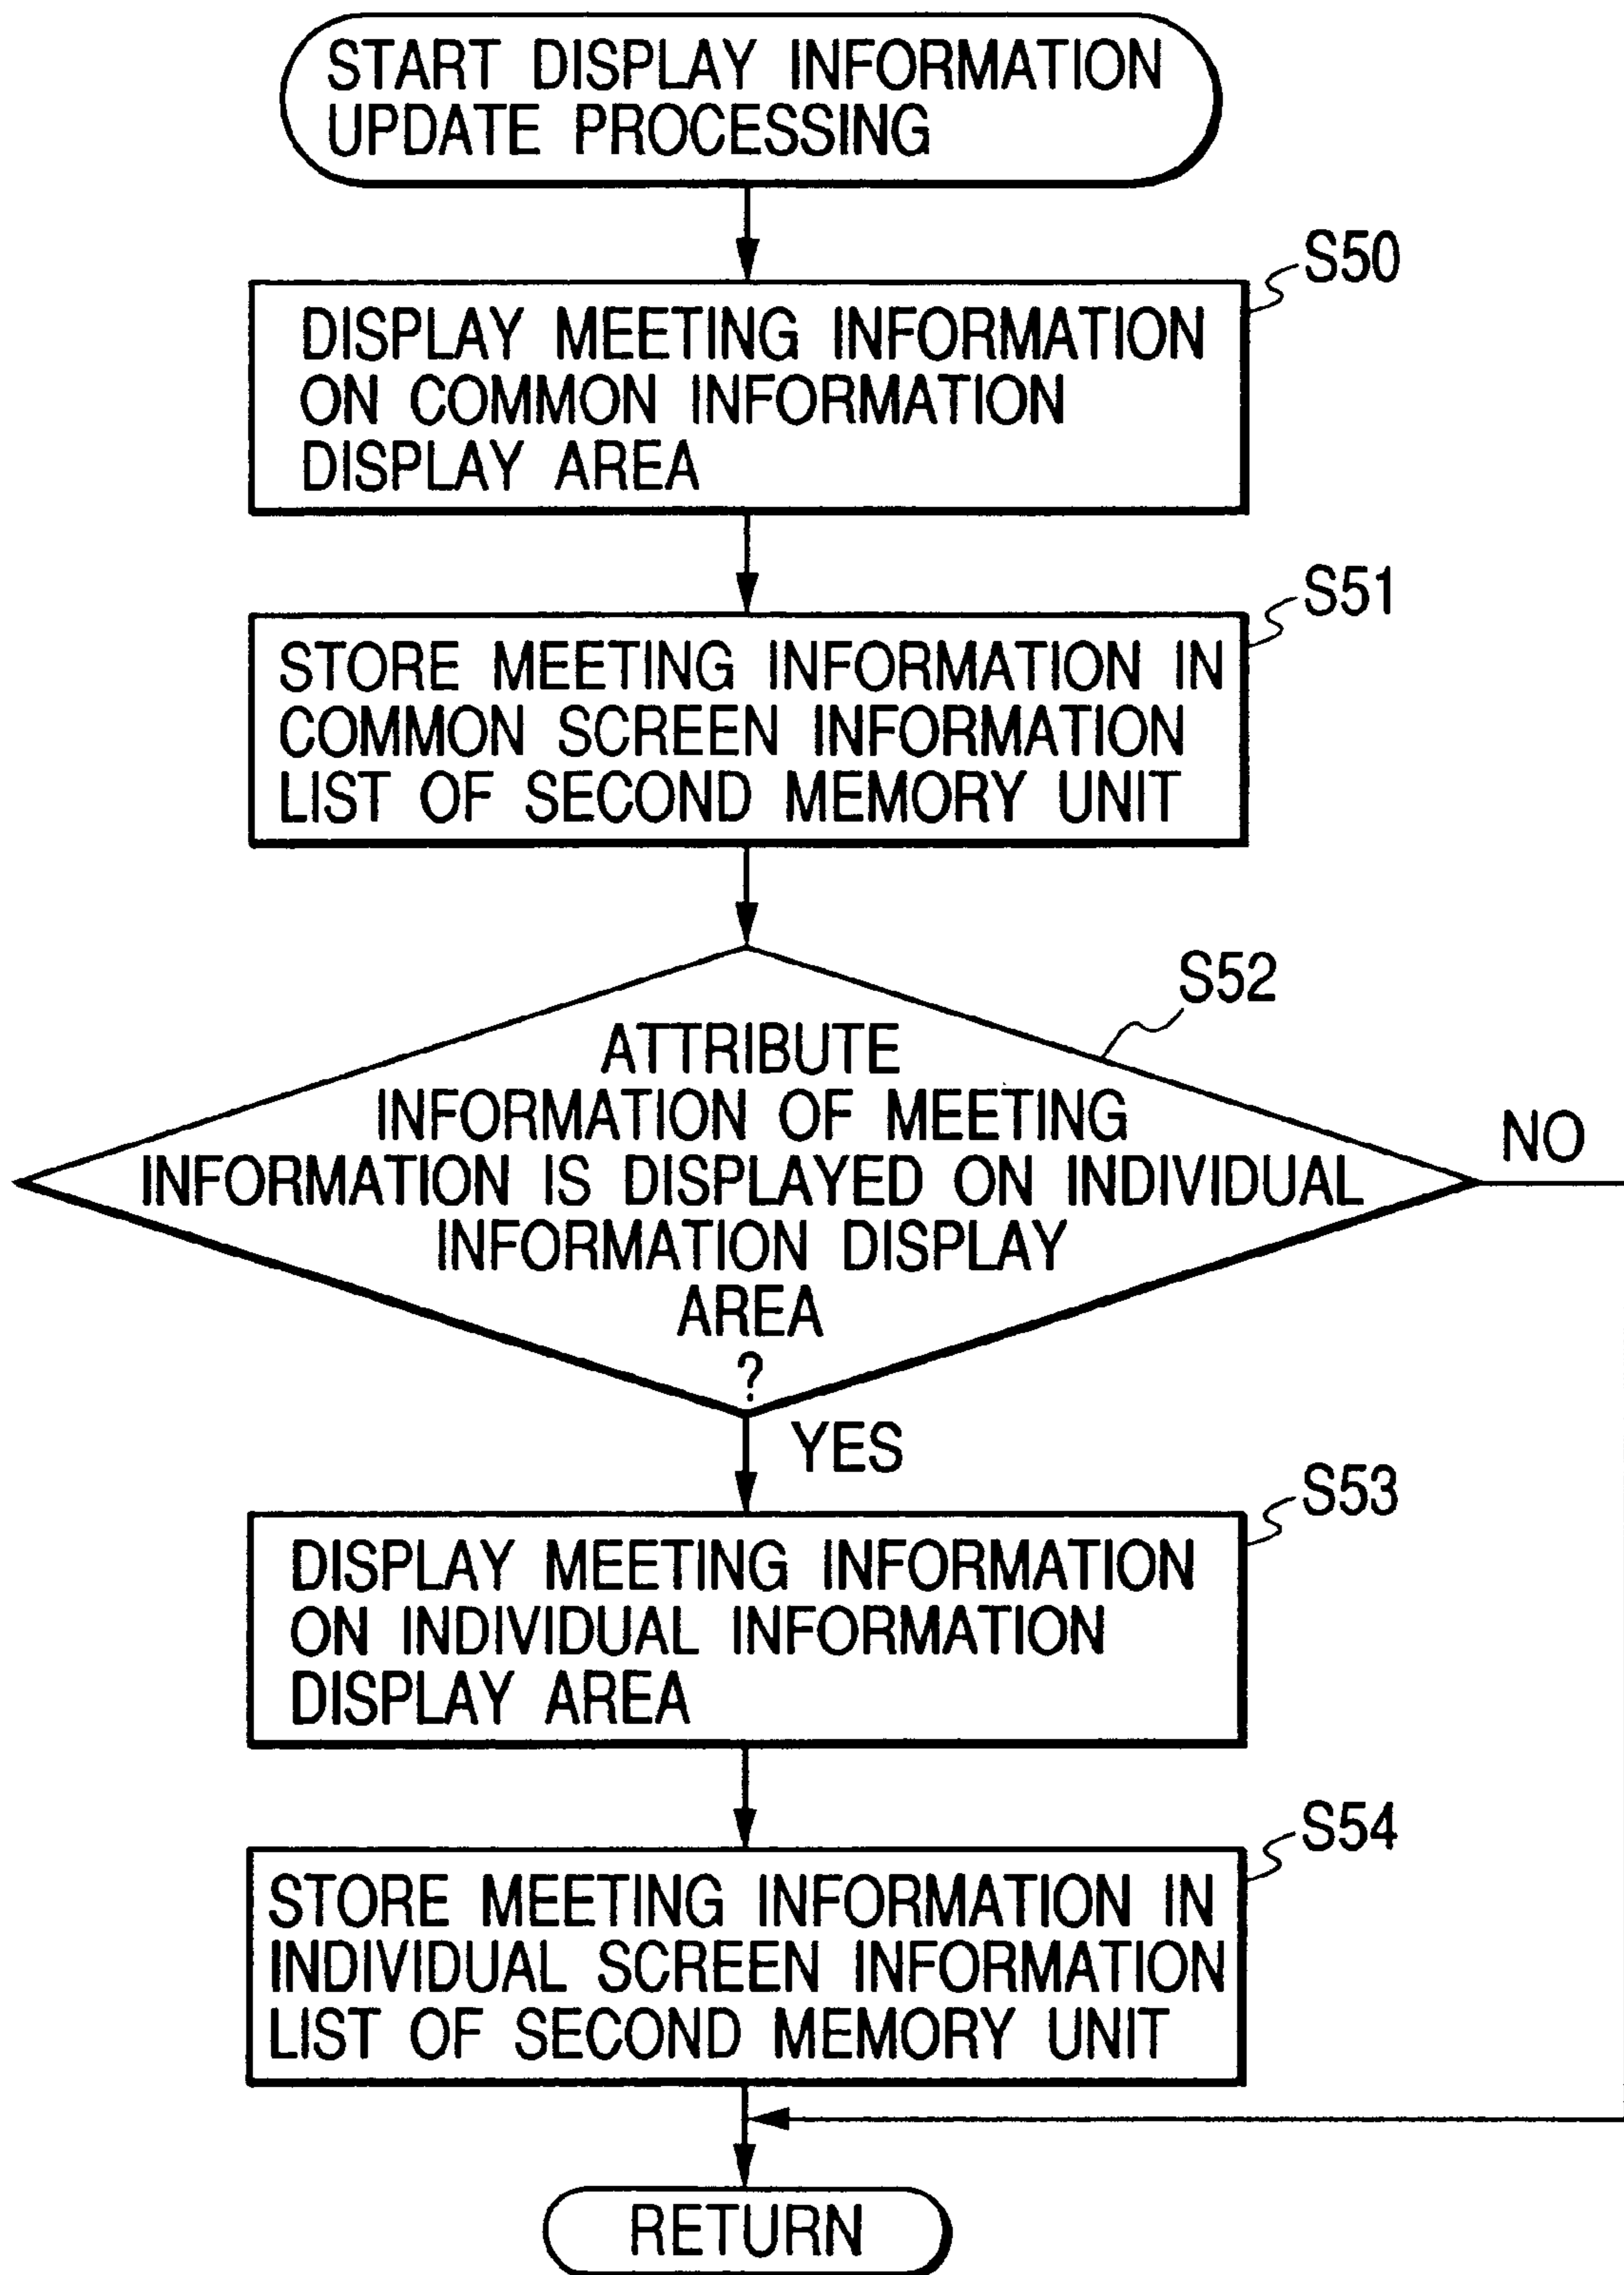 START DISPLAY INFORMATION
UPDATE PROCESSING
S50
DISPLAY MEETING INFORMATION
ON COMMON INFORMATION
DISPLAY AREA
S51
STORE MEETING INFORMATION IN
COMMON SCREEN INFORMATION
LIST OF SECOND MEMORY UNIT
S52
ATTRIBUTE
INFORMATION OF MEETING
INFORMATION IS DISPLAYED ON INDIVIDUAL
INFORMATION DISPLAY
AREA
?
NO
YES
S53
DISPLAY MEETING INFORMATION
ON INDIVIDUAL INFORMATION
DISPLAY AREA
S54
STORE MEETING INFORMATION IN
INDIVIDUAL SCREEN INFORMATION
LIST OF SECOND MEMORY UNIT
RETURN